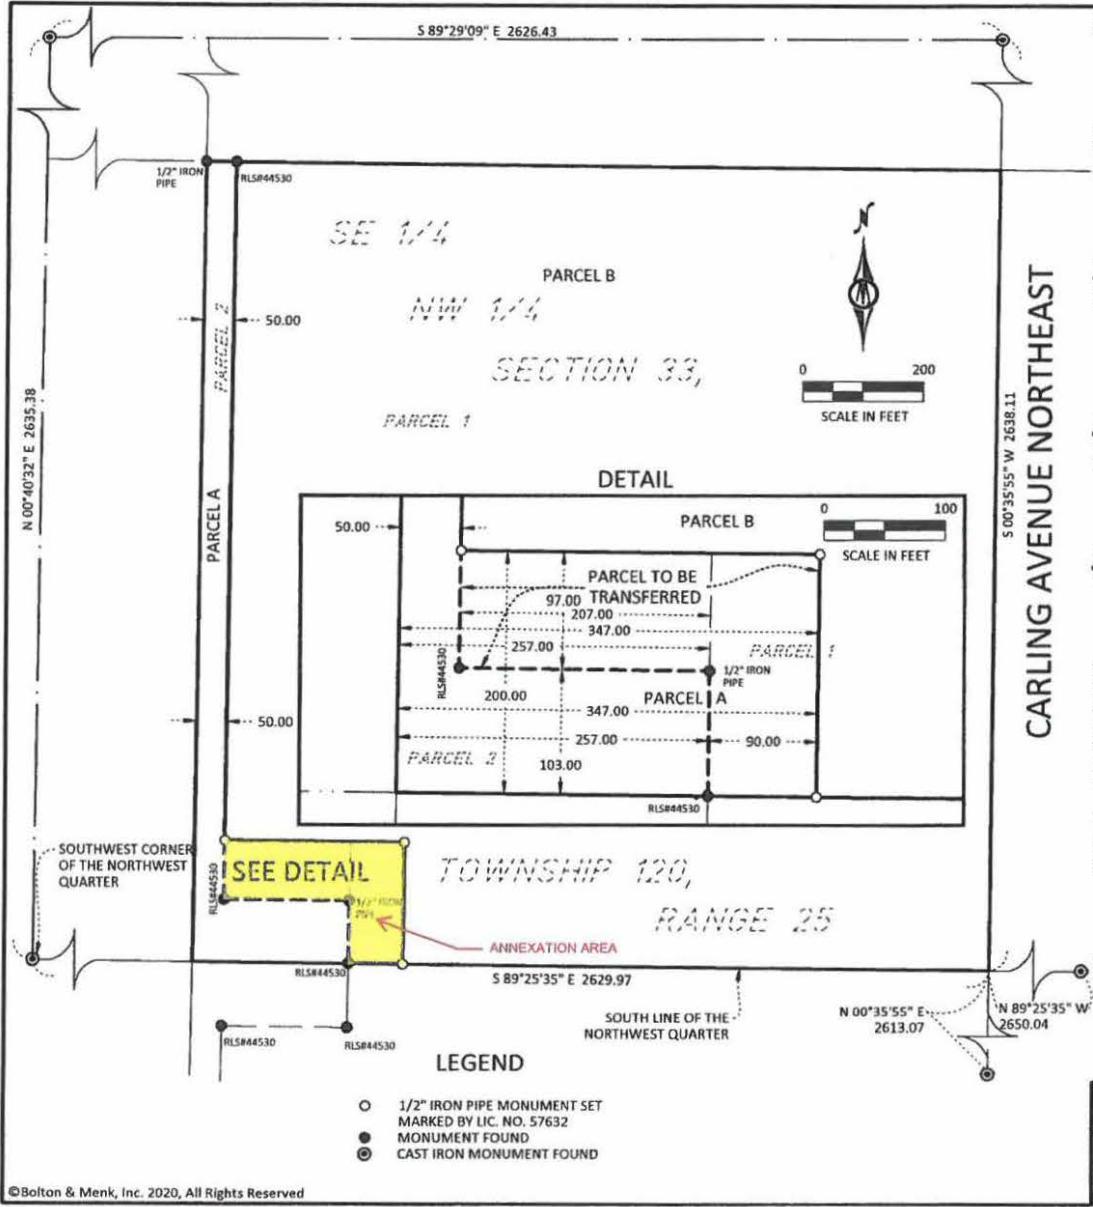 S 89°29'09" E 2626.43
1/2" IRON
PIPE
RLS#44530
SE 1/4
PARCEL B
NW 1/4
SECTION 33,
PARCEL 1
N
0 200
SCALE IN FEET
50.00
PARCEL 2
PARCEL A
N 00°40'32" E 2635.38
S 00°35'55" W 2638.11
CARLING AVENUE NORTHEAST
DETAIL
50.00
PARCEL B
0 100
SCALE IN FEET
PARCEL TO BE
TRANSFERRED
97.00
207.00
347.00
257.00
PARCEL 1
RLS#44530
1/2" IRON
PIPE
200.00
PARCEL A
347.00
257.00
90.00
PARCEL 2
103.00
RLS#44530
50.00
SOUTHWEST CORNER
OF THE NORTHWEST
QUARTER
SEE DETAIL
RLS#44530
1/2" IRON
PIPE
TOWNSHIP 120,
RANGE 25
ANNEXATION AREA
RLS#44530
S 89°25'35" E 2629.97
SOUTH LINE OF THE
NORTHWEST QUARTER
N 00°35'55" E
2613.07
N 89°25'35" W
2650.04
RLS#44530
RLS#44530
LEGEND
1/2" IRON PIPE MONUMENT SET
MARKED BY LIC. NO. 57632
MONUMENT FOUND
CAST IRON MONUMENT FOUND
©Bolton & Menk, Inc. 2020, All Rights Reserved